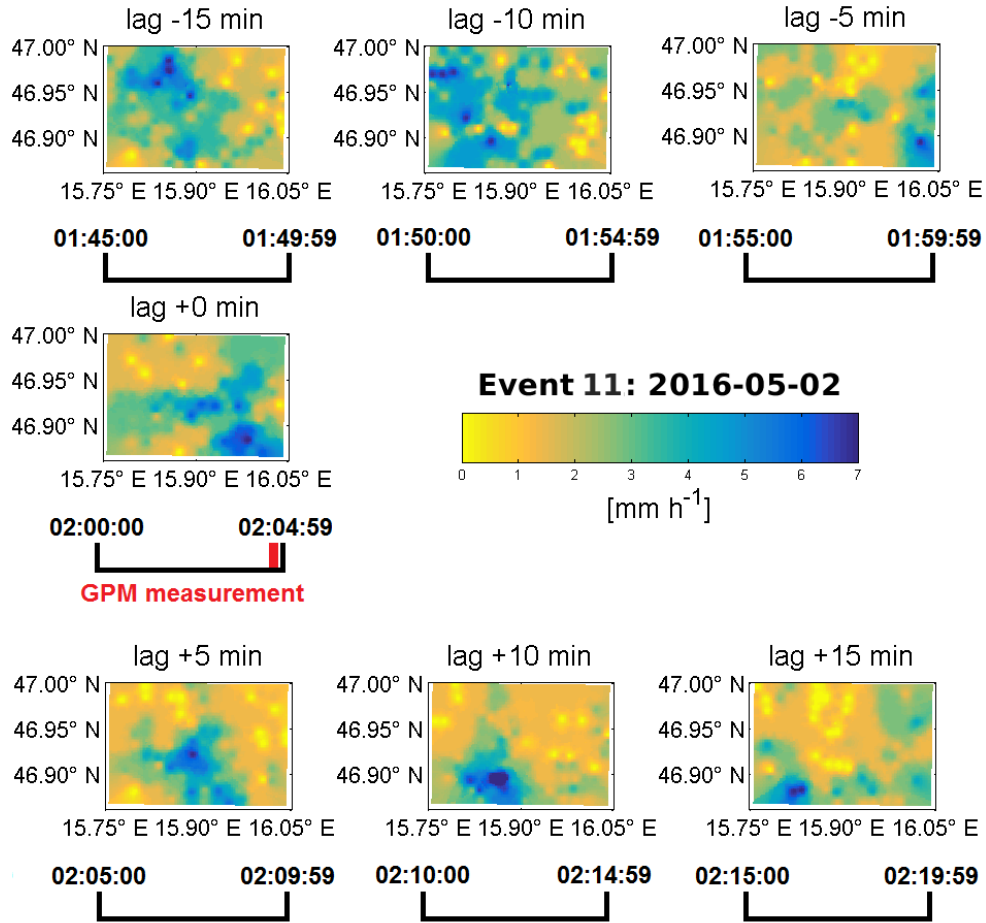 lag -15 min lag -10 min lag -5 min
47.00° N 47.00° N 47.00° N
46.95° N 46.95° N 46.95° N
46.90° N 46.90° N 46.90° N
15.75° E 15.90° E 16.05° E 15.75° E 15.90° E 16.05° E 15.75° E 15.90° E 16.05° E
01:45:00 01:49:59 01:50:00 01:54:59 01:55:00 01:59:59
lag +0 min
47.00° N
46.95° N
46.90° N
15.75° E 15.90° E 16.05° E
02:00:00 02:04:59
GPM measurement
Event 11: 2016-05-02
0 1 2 3 4 5 6 7
[mm h-1]
lag +5 min lag +10 min lag +15 min
47.00° N 47.00° N 47.00° N
46.95° N 46.95° N 46.95° N
46.90° N 46.90° N 46.90° N
15.75° E 15.90° E 16.05° E 15.75° E 15.90° E 16.05° E 15.75° E 15.90° E 16.05° E
02:05:00 02:09:59 02:10:00 02:14:59 02:15:00 02:19:59